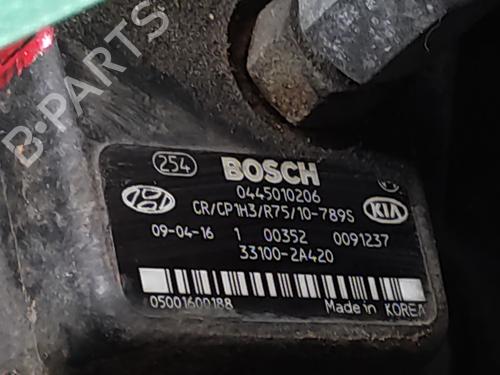 B-PARTS
254 BOSCH
0445010206
CR/CP1H3/R75/10-789S
KIA
09-04-16 1 00352 0091237
33100-2A420
05001600188 Made in KOREA